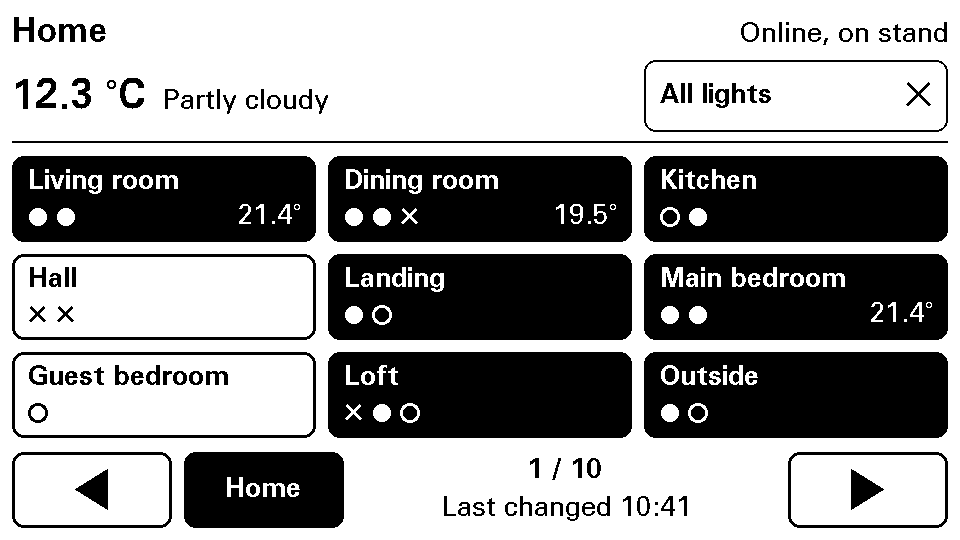 Home
Online, on stand
12.3 °C Partly cloudy
All lights
Living room
21.4°
Dining room
19.5°
Kitchen
Hall
Landing
Main bedroom
21.4°
Guest bedroom
Loft
Outside
Home
1 / 10
Last changed 10:41